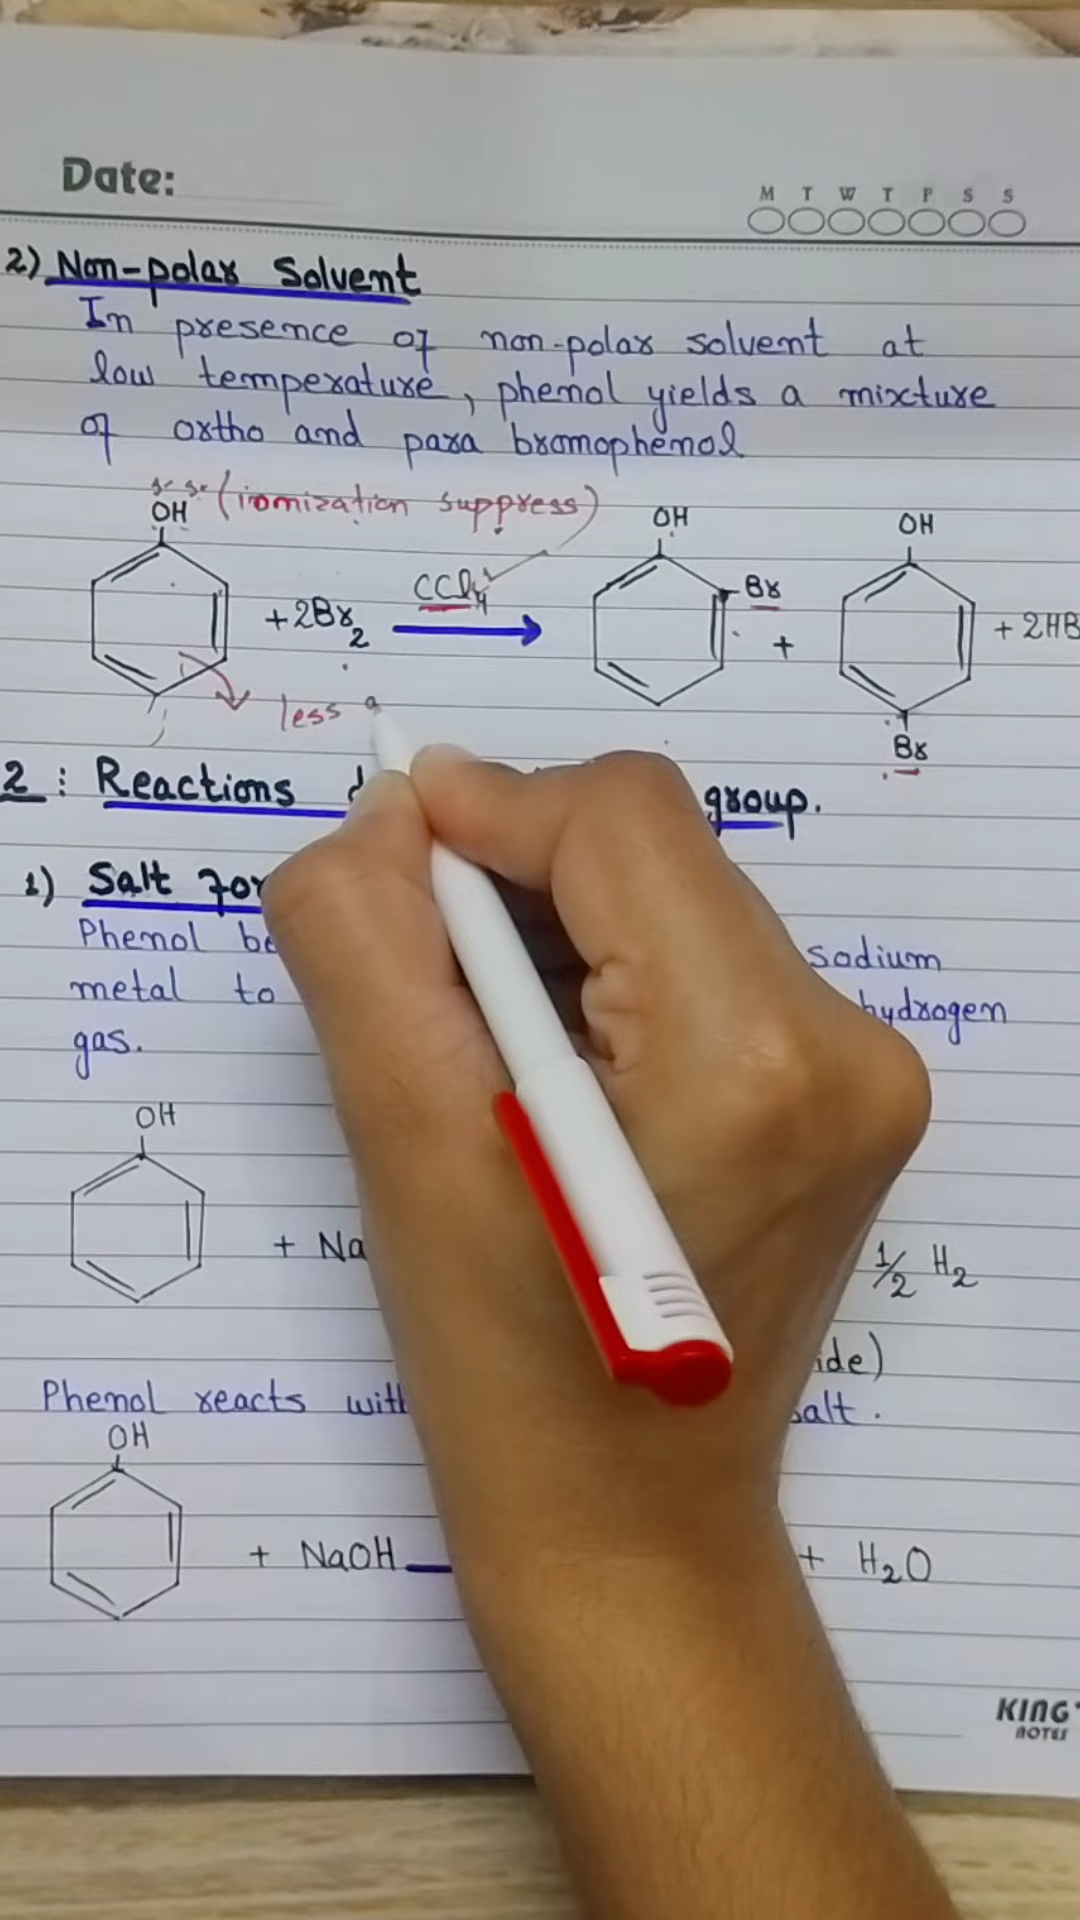 Date:
M T W T F S S
2) Non-polar Solvent
In presence of non-polar solvent at
low temperature, phenol yields a mixture
of ortho and para bromophenol
(ionization suppress)
OH OH OH
+ 2Br2 CCl4 Br + + 2HB
less a
Br
2 : Reactions group.
1) Salt for
Phenol be sodium
metal to hydrogen
gas.
OH
+ Na 1/2 H2
ide)
Phenol reacts with salt.
OH
+ NaOH + H2O
KING
NOTES